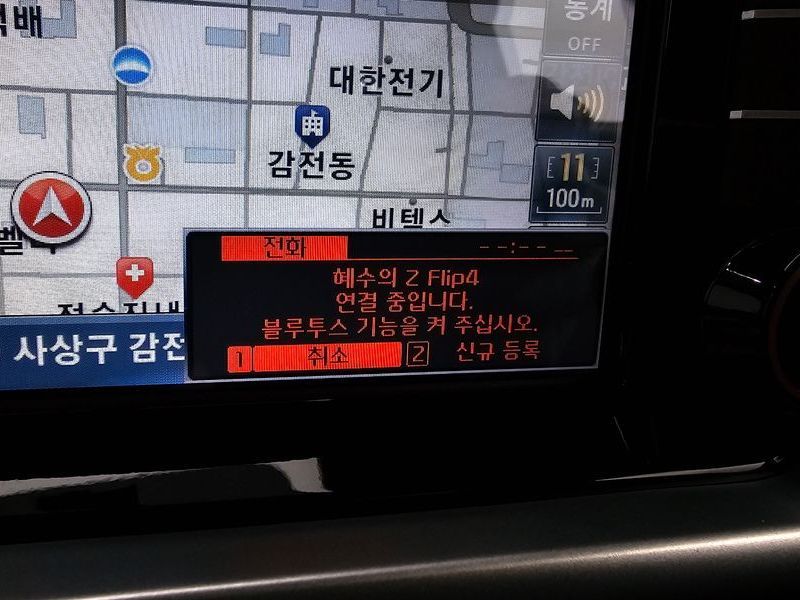 통계
OFF
대한전기
감전동
11
100m
비텍스
전화
--:-- --
혜수의 Z Flip4
연결 중입니다.
블루투스 기능을 켜 주십시오.
1 취소 2 신규 등록
사상구 감전